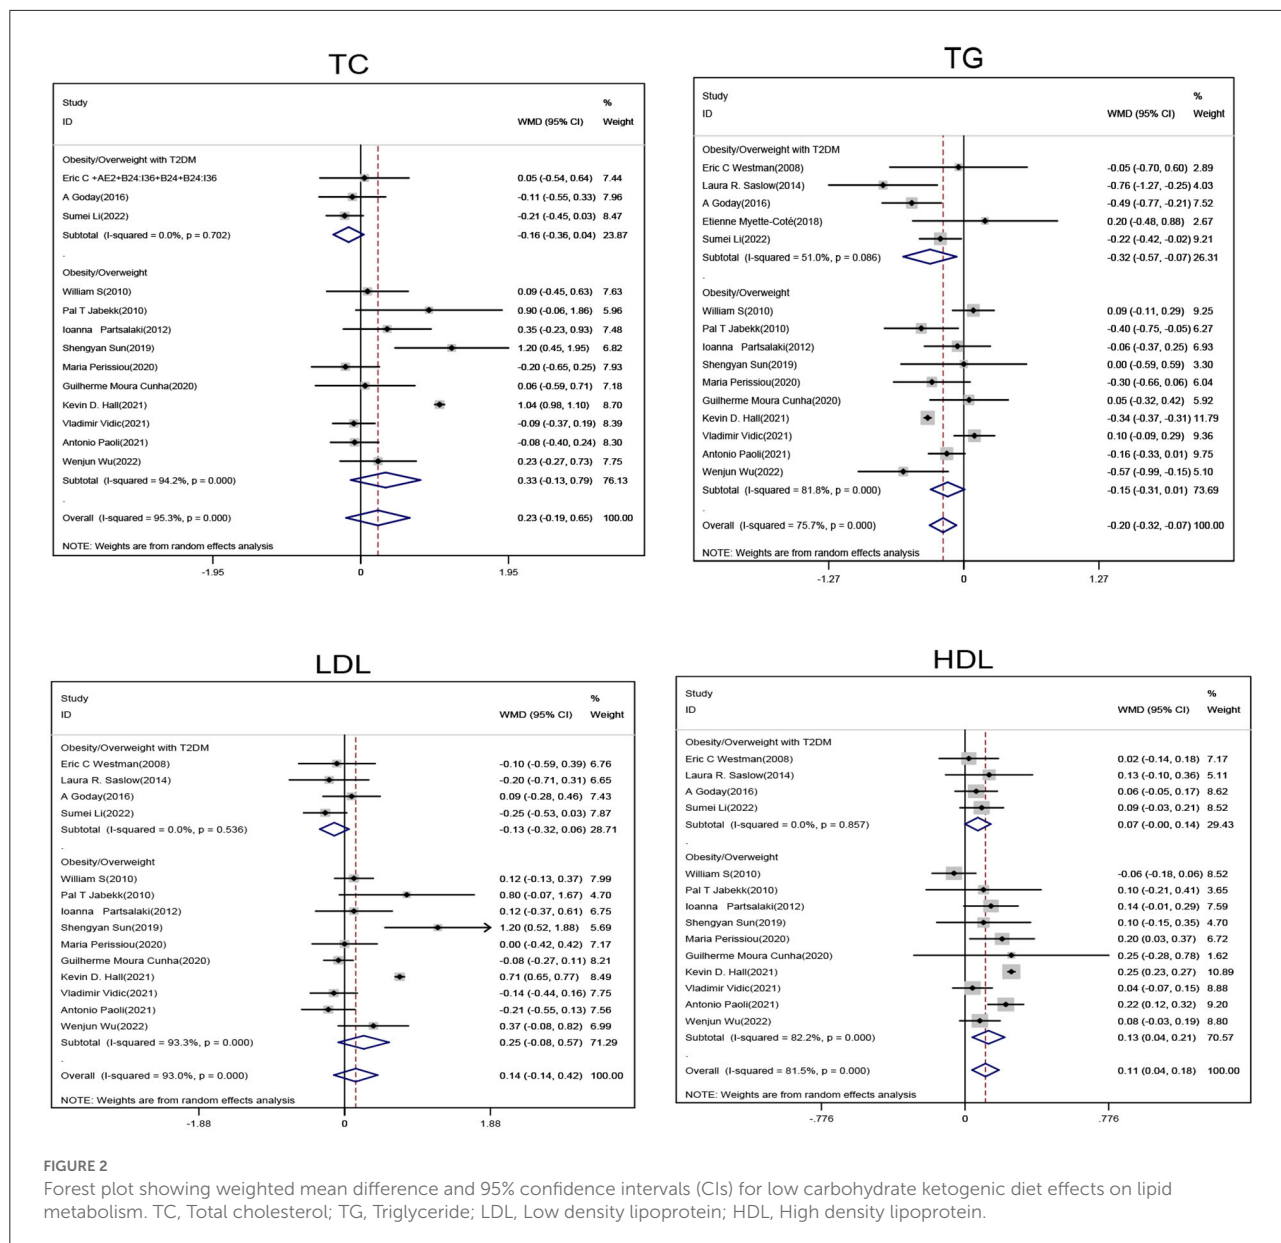 TC
Study %
ID WMD (95% CI) Weight
Obesity/Overweight with T2DM
Eric C +AE2+B24:I36+B24+B24:I36 0.05 (-0.54, 0.64) 7.44
A Goday(2016) -0.11 (-0.55, 0.33) 7.96
Sumei Li(2022) -0.21 (-0.45, 0.03) 8.47
Subtotal (I-squared = 0.0%, p = 0.702) -0.16 (-0.36, 0.04) 23.87
.
Obesity/Overweight
William S(2010) 0.09 (-0.45, 0.63) 7.63
Pal T Jabekk(2010) 0.90 (-0.06, 1.86) 5.96
Ioanna Partsalaki(2012) 0.35 (-0.23, 0.93) 7.48
Shengyan Sun(2019) 1.20 (0.45, 1.95) 6.82
Maria Perissiou(2020) -0.20 (-0.65, 0.25) 7.93
Guilherme Moura Cunha(2020) 0.06 (-0.59, 0.71) 7.18
Kevin D. Hall(2021) 1.04 (0.98, 1.10) 8.70
Vladimir Vidic(2021) -0.09 (-0.37, 0.19) 8.39
Antonio Paoli(2021) -0.08 (-0.40, 0.24) 8.30
Wenjun Wu(2022) 0.23 (-0.27, 0.73) 7.75
Subtotal (I-squared = 94.2%, p = 0.000) 0.33 (-0.13, 0.79) 76.13
.
Overall (I-squared = 95.3%, p = 0.000) 0.23 (-0.19, 0.65) 100.00
NOTE: Weights are from random effects analysis
-1.95 0 1.95
TG
Study %
ID WMD (95% CI) Weight
Obesity/Overweight with T2DM
Eric C Westman(2008) -0.05 (-0.70, 0.60) 2.89
Laura R. Saslow(2014) -0.76 (-1.27, -0.25) 4.03
A Goday(2016) -0.49 (-0.77, -0.21) 7.52
Etienne Myette-Coté(2018) 0.20 (-0.48, 0.88) 2.67
Sumei Li(2022) -0.22 (-0.42, -0.02) 9.21
Subtotal (I-squared = 51.0%, p = 0.086) -0.32 (-0.57, -0.07) 26.31
.
Obesity/Overweight
William S(2010) 0.09 (-0.11, 0.29) 9.25
Pal T Jabekk(2010) -0.40 (-0.75, -0.05) 6.27
Ioanna Partsalaki(2012) -0.06 (-0.37, 0.25) 6.93
Shengyan Sun(2019) 0.00 (-0.59, 0.59) 3.30
Maria Perissiou(2020) -0.30 (-0.66, 0.06) 6.04
Guilherme Moura Cunha(2020) 0.05 (-0.32, 0.42) 5.92
Kevin D. Hall(2021) -0.34 (-0.37, -0.31) 11.79
Vladimir Vidic(2021) 0.10 (-0.09, 0.29) 9.36
Antonio Paoli(2021) -0.16 (-0.33, 0.01) 9.75
Wenjun Wu(2022) -0.57 (-0.99, -0.15) 5.10
Subtotal (I-squared = 81.8%, p = 0.000) -0.15 (-0.31, 0.01) 73.69
.
Overall (I-squared = 75.7%, p = 0.000) -0.20 (-0.32, -0.07) 100.00
NOTE: Weights are from random effects analysis
-1.27 0 1.27
LDL
Study %
ID WMD (95% CI) Weight
Obesity/Overweight with T2DM
Eric C Westman(2008) -0.10 (-0.59, 0.39) 6.76
Laura R. Saslow(2014) -0.20 (-0.71, 0.31) 6.65
A Goday(2016) 0.09 (-0.28, 0.46) 7.43
Sumei Li(2022) -0.25 (-0.53, 0.03) 7.87
Subtotal (I-squared = 0.0%, p = 0.536) -0.13 (-0.32, 0.06) 28.71
.
Obesity/Overweight
William S(2010) 0.12 (-0.13, 0.37) 7.99
Pal T Jabekk(2010) 0.80 (-0.07, 1.67) 4.70
Ioanna Partsalaki(2012) 0.12 (-0.37, 0.61) 6.75
Shengyan Sun(2019) 1.20 (0.52, 1.88) 5.69
Maria Perissiou(2020) 0.00 (-0.42, 0.42) 7.17
Guilherme Moura Cunha(2020) -0.08 (-0.27, 0.11) 8.21
Kevin D. Hall(2021) 0.71 (0.65, 0.77) 8.49
Vladimir Vidic(2021) -0.14 (-0.44, 0.16) 7.75
Antonio Paoli(2021) -0.21 (-0.55, 0.13) 7.56
Wenjun Wu(2022) 0.37 (-0.08, 0.82) 6.99
Subtotal (I-squared = 93.3%, p = 0.000) 0.25 (-0.08, 0.57) 71.29
.
Overall (I-squared = 93.0%, p = 0.000) 0.14 (-0.14, 0.42) 100.00
NOTE: Weights are from random effects analysis
-1.88 0 1.88
HDL
Study %
ID WMD (95% CI) Weight
Obesity/Overweight with T2DM
Eric C Westman(2008) 0.02 (-0.14, 0.18) 7.17
Laura R. Saslow(2014) 0.13 (-0.10, 0.36) 5.11
A Goday(2016) 0.06 (-0.05, 0.17) 8.62
Sumei Li(2022) 0.09 (-0.03, 0.21) 8.52
Subtotal (I-squared = 0.0%, p = 0.857) 0.07 (-0.00, 0.14) 29.43
.
Obesity/Overweight
William S(2010) -0.06 (-0.18, 0.06) 8.52
Pal T Jabekk(2010) 0.10 (-0.21, 0.41) 3.65
Ioanna Partsalaki(2012) 0.14 (-0.01, 0.29) 7.59
Shengyan Sun(2019) 0.10 (-0.15, 0.35) 4.70
Maria Perissiou(2020) 0.20 (0.03, 0.37) 6.72
Guilherme Moura Cunha(2020) 0.25 (-0.28, 0.78) 1.62
Kevin D. Hall(2021) 0.25 (0.23, 0.27) 10.89
Vladimir Vidic(2021) 0.04 (-0.07, 0.15) 8.88
Antonio Paoli(2021) 0.22 (0.12, 0.32) 9.20
Wenjun Wu(2022) 0.08 (-0.03, 0.19) 8.80
Subtotal (I-squared = 82.2%, p = 0.000) 0.13 (0.04, 0.21) 70.57
.
Overall (I-squared = 81.5%, p = 0.000) 0.11 (0.04, 0.18) 100.00
NOTE: Weights are from random effects analysis
-.776 0 .776
FIGURE 2
Forest plot showing weighted mean difference and 95% confidence intervals (CIs) for low carbohydrate ketogenic diet effects on lipid
metabolism. TC, Total cholesterol; TG, Triglyceride; LDL, Low density lipoprotein; HDL, High density lipoprotein.